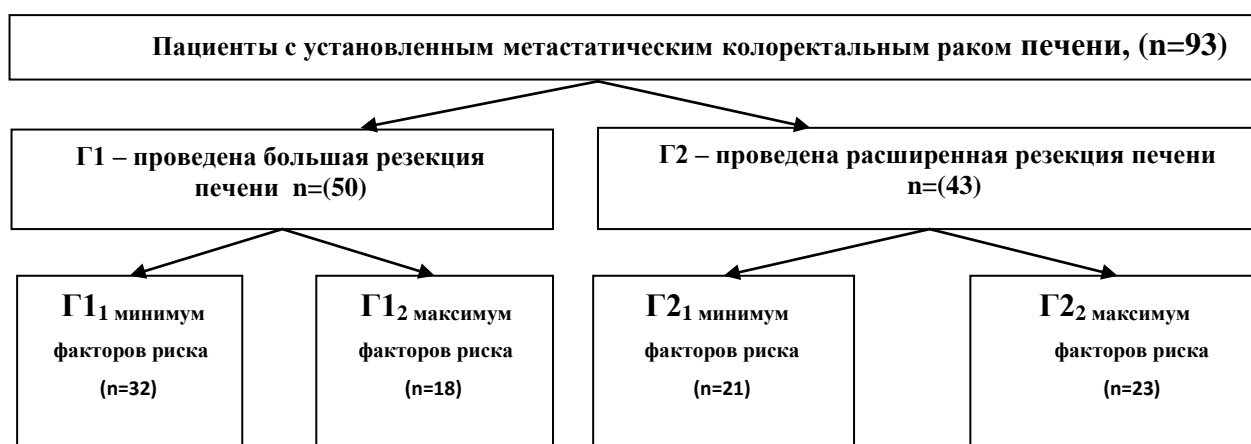 Пациенты с установленным метастатическим колоректальным раком печени, (n=93)
Г1 – проведена большая резекция
печени n=(50)
Г2 – проведена расширенная резекция печени
n=(43)
Г1₁ минимум
факторов риска
(n=32)
Г1₂ максимум
факторов риска
(n=18)
Г2₁ минимум
факторов риска
(n=21)
Г2₂ максимум
факторов риска
(n=23)